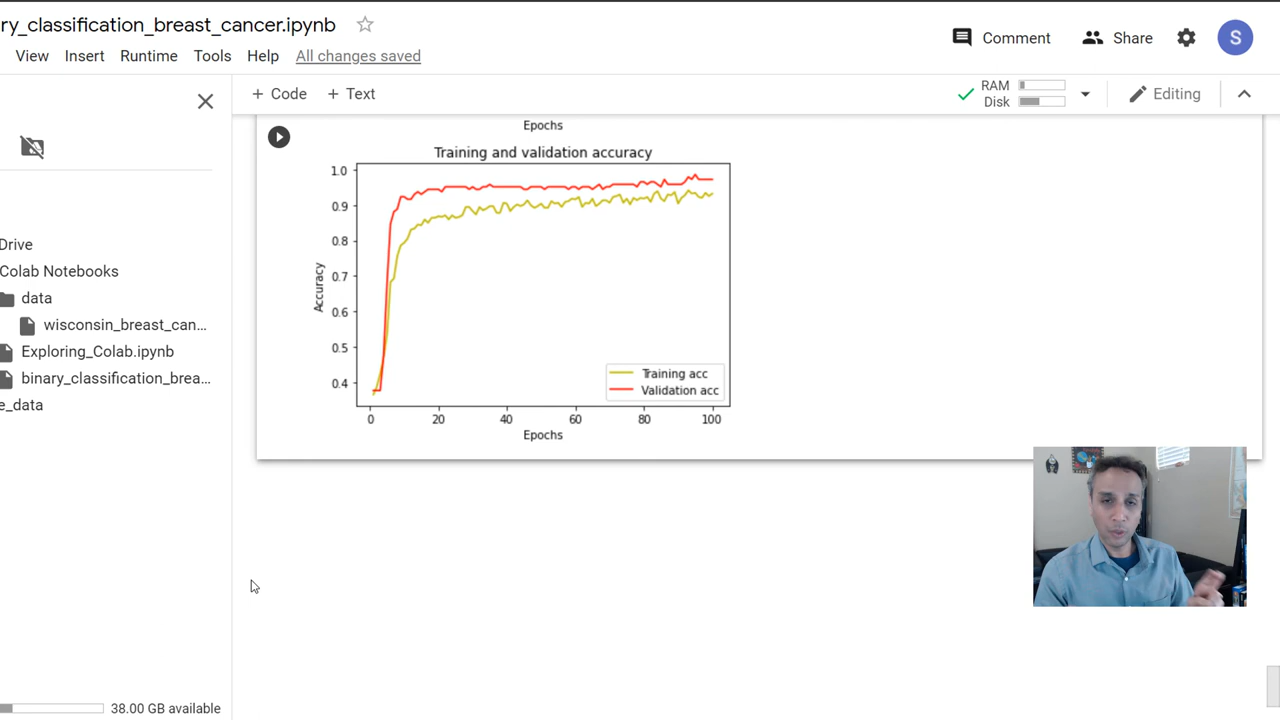 ry_classification_breast_cancer.ipynb
Comment
Share
S
View Insert Runtime Tools Help All changes saved
+ Code + Text
RAM
Disk
Editing
Drive
Colab Notebooks
data
wisconsin_breast_can...
Exploring_Colab.ipynb
binary_classification_brea...
e_data
38.00 GB available
Epochs
Training and validation accuracy
Accuracy
1.0
0.9
0.8
0.7
0.6
0.5
0.4
Training acc
Validation acc
0 20 40 60 80 100
Epochs